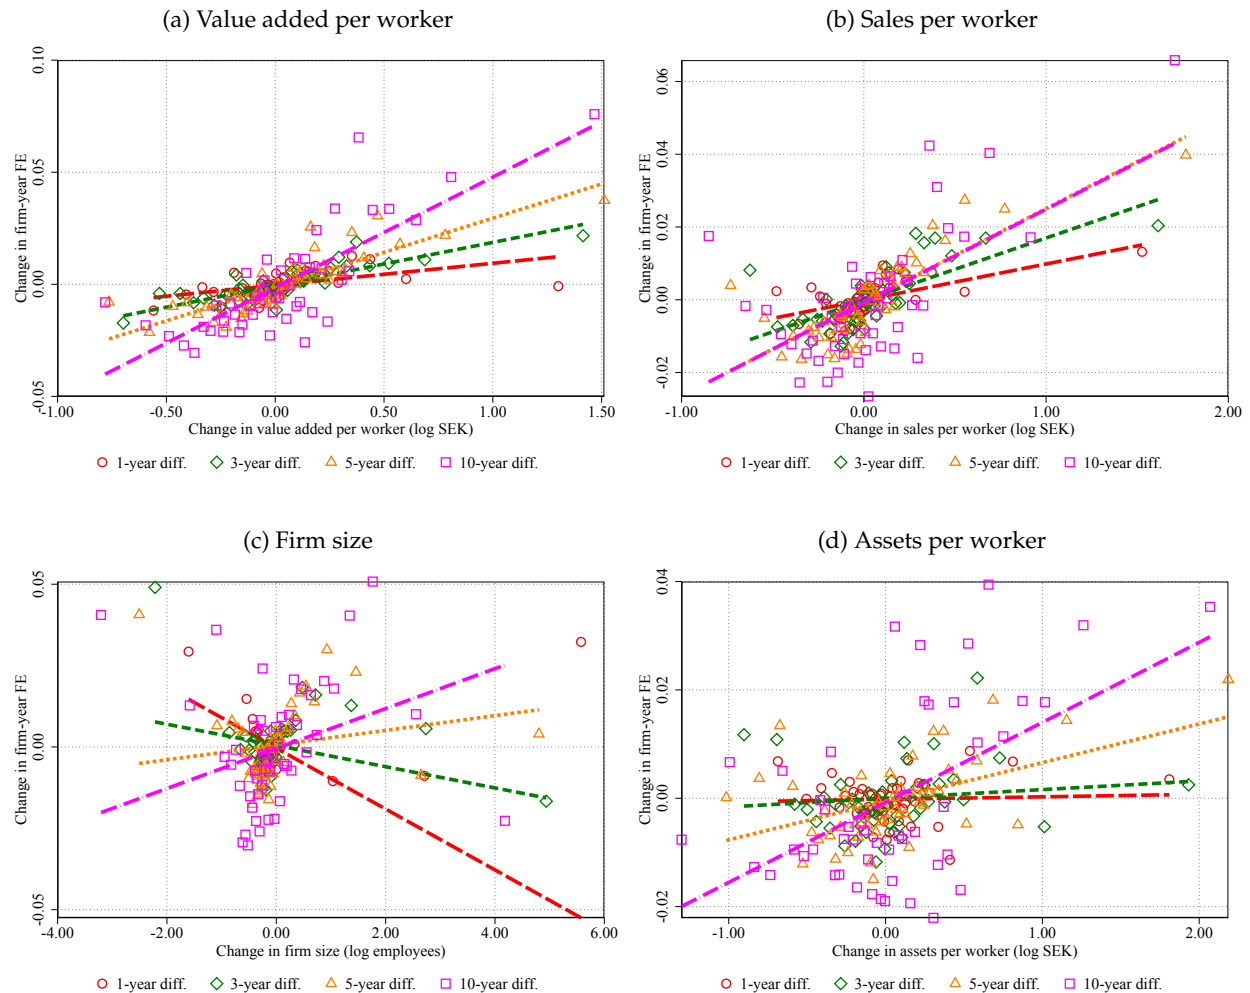 (a) Value added per worker
Change in firm-year FE
0.10
0.05
0.00
-0.05
-1.00 -0.50 0.00 0.50 1.00 1.50
Change in value added per worker (log SEK)
1-year diff. 3-year diff. 5-year diff. 10-year diff.
(b) Sales per worker
Change in firm-year FE
0.06
0.04
0.02
0.00
-0.02
-1.00 0.00 1.00 2.00
Change in sales per worker (log SEK)
1-year diff. 3-year diff. 5-year diff. 10-year diff.
(c) Firm size
Change in firm-year FE
0.05
0.00
-0.05
-4.00 -2.00 0.00 2.00 4.00 6.00
Change in firm size (log employees)
1-year diff. 3-year diff. 5-year diff. 10-year diff.
(d) Assets per worker
Change in firm-year FE
0.04
0.02
0.00
-0.02
-1.00 0.00 1.00 2.00
Change in assets per worker (log SEK)
1-year diff. 3-year diff. 5-year diff. 10-year diff.